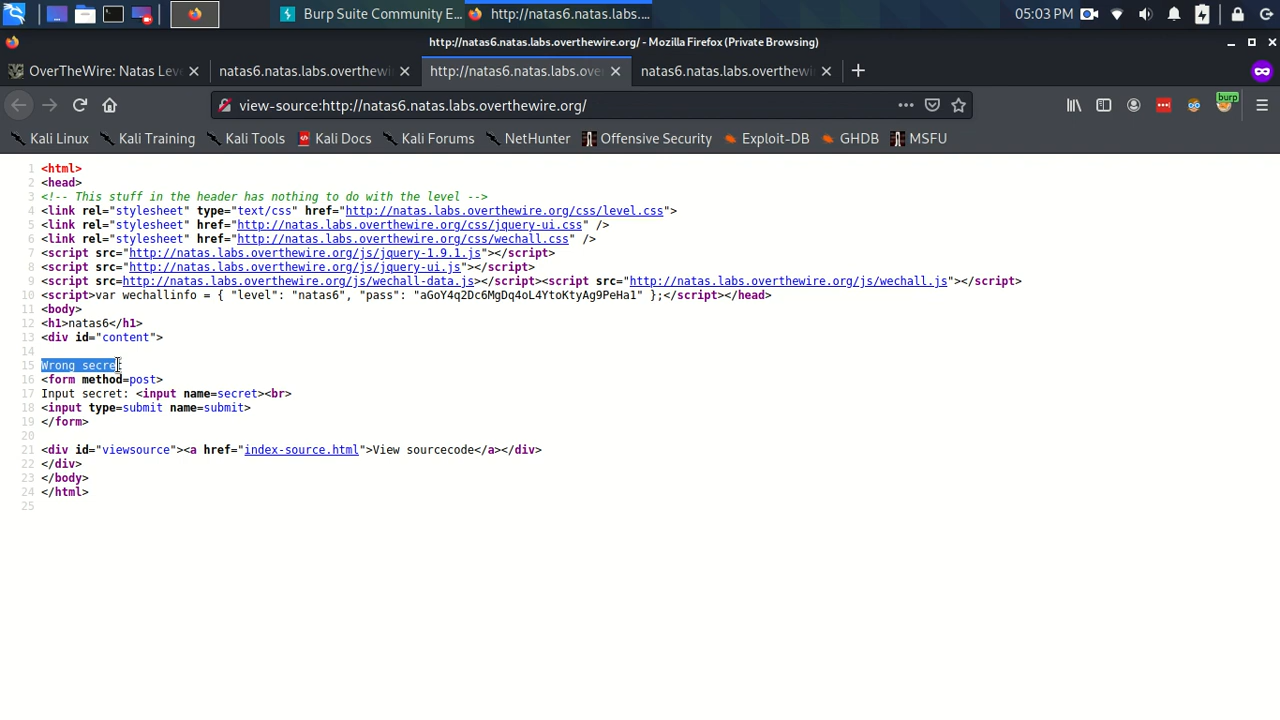 Burp Suite Community E...
http://natas6.natas.labs....
05:03 PM
http://natas6.natas.labs.overthewire.org/ - Mozilla Firefox (Private Browsing)
OverTheWire: Natas Leve
natas6.natas.labs.overthewi
http://natas6.natas.labs.ove
natas6.natas.labs.overthewi
view-source:http://natas6.natas.labs.overthewire.org/
burp
Kali Linux
Kali Training
Kali Tools
Kali Docs
Kali Forums
NetHunter
Offensive Security
Exploit-DB
GHDB
MSFU
1 <html>
2 <head>
3 <!-- This stuff in the header has nothing to do with the level -->
4 <link rel="stylesheet" type="text/css" href="http://natas.labs.overthewire.org/css/level.css">
5 <link rel="stylesheet" href="http://natas.labs.overthewire.org/css/jquery-ui.css" />
6 <link rel="stylesheet" href="http://natas.labs.overthewire.org/css/wechall.css" />
7 <script src="http://natas.labs.overthewire.org/js/jquery-1.9.1.js"></script>
8 <script src="http://natas.labs.overthewire.org/js/jquery-ui.js"></script>
9 <script src=http://natas.labs.overthewire.org/js/wechall-data.js></script><script src="http://natas.labs.overthewire.org/js/wechall.js"></script>
10 <script>var wechallinfo = { "level": "natas6", "pass": "aGoY4q2Dc6MgDq4oL4YtoKtyAg9PeHa1" };</script></head>
11 <body>
12 <h1>natas6</h1>
13 <div id="content">
14
15 Wrong secret
16 <form method=post>
17 Input secret: <input name=secret><br>
18 <input type=submit name=submit>
19 </form>
20
21 <div id="viewsource"><a href="index-source.html">View sourcecode</a></div>
22 </div>
23 </body>
24 </html>
25